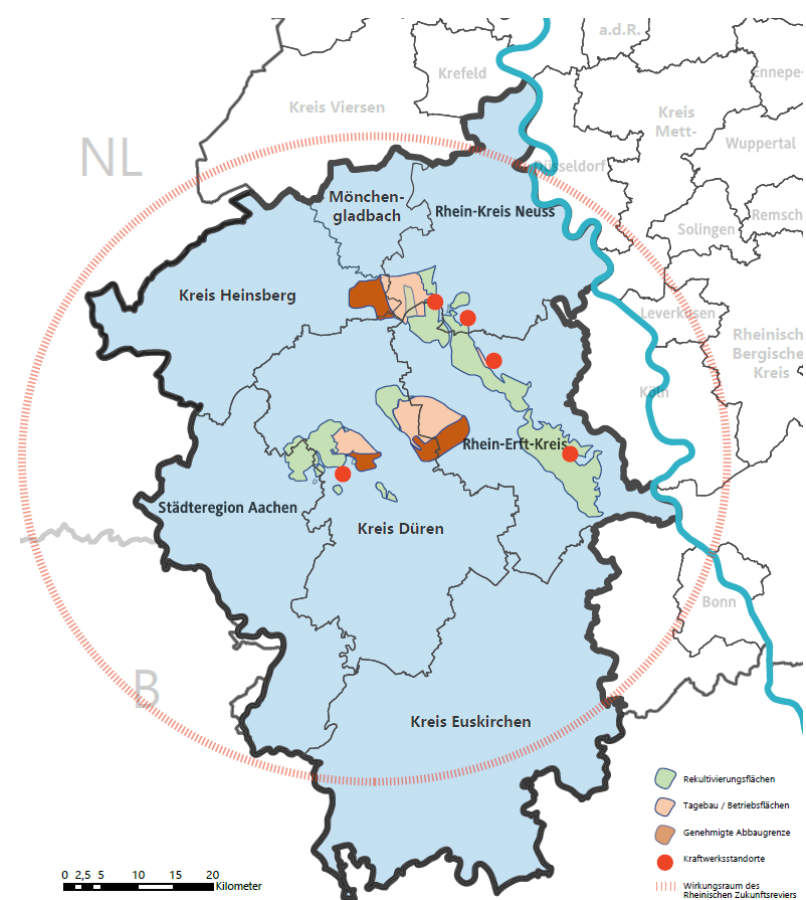 a.d.R.
Krefeld
Ennepe-
Kreis Viersen
Kreis
Mett-
NL
Wuppertal
Düsseldorf
Mönchen-
gladbach
Rhein-Kreis Neuss
Remsch
Solingen
Kreis Heinsberg
Leverkusen
Rheinisch
Bergische
Kreis
Köln
Rhein-Erft-Kreis
Städteregion Aachen
Kreis Düren
Bonn
B
Kreis Euskirchen
Rekultivierungsflächen
Tagebau / Betriebsflächen
Genehmigte Abbaugrenze
Kraftwerksstandorte
Wirkungsraum des
Rheinischen Zukunftsreviers
0 2,5 5 10 15 20
Kilometer